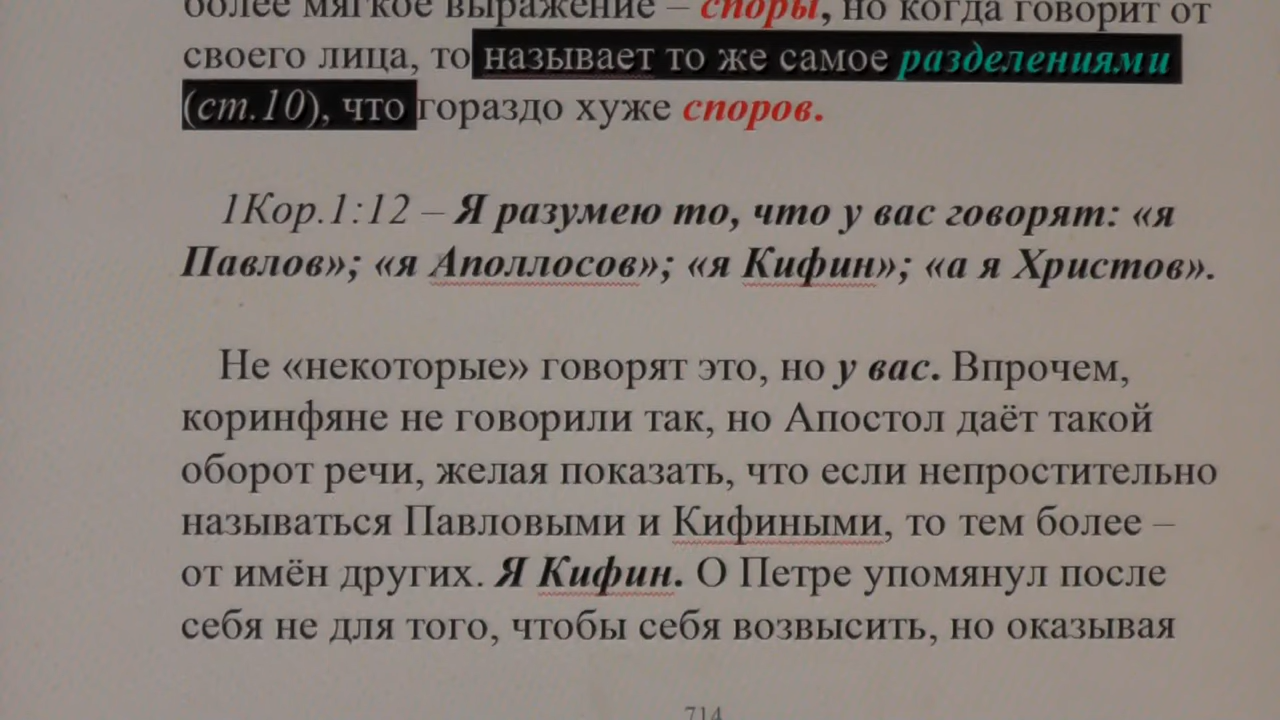 более мягкое выражение – споры, но когда говорит от
своего лица, то называет то же самое разделениями
(ст.10), что гораздо хуже споров.
1Кор.1:12 – Я разумею то, что у вас говорят: «я
Павлов»; «я Аполлосов»; «я Кифин»; «а я Христов».
Не «некоторые» говорят это, но у вас. Впрочем,
коринфяне не говорили так, но Апостол даёт такой
оборот речи, желая показать, что если непростительно
называться Павловыми и Кифиными, то тем более –
от имён других. Я Кифин. О Петре упомянул после
себя не для того, чтобы себя возвысить, но оказывая
714